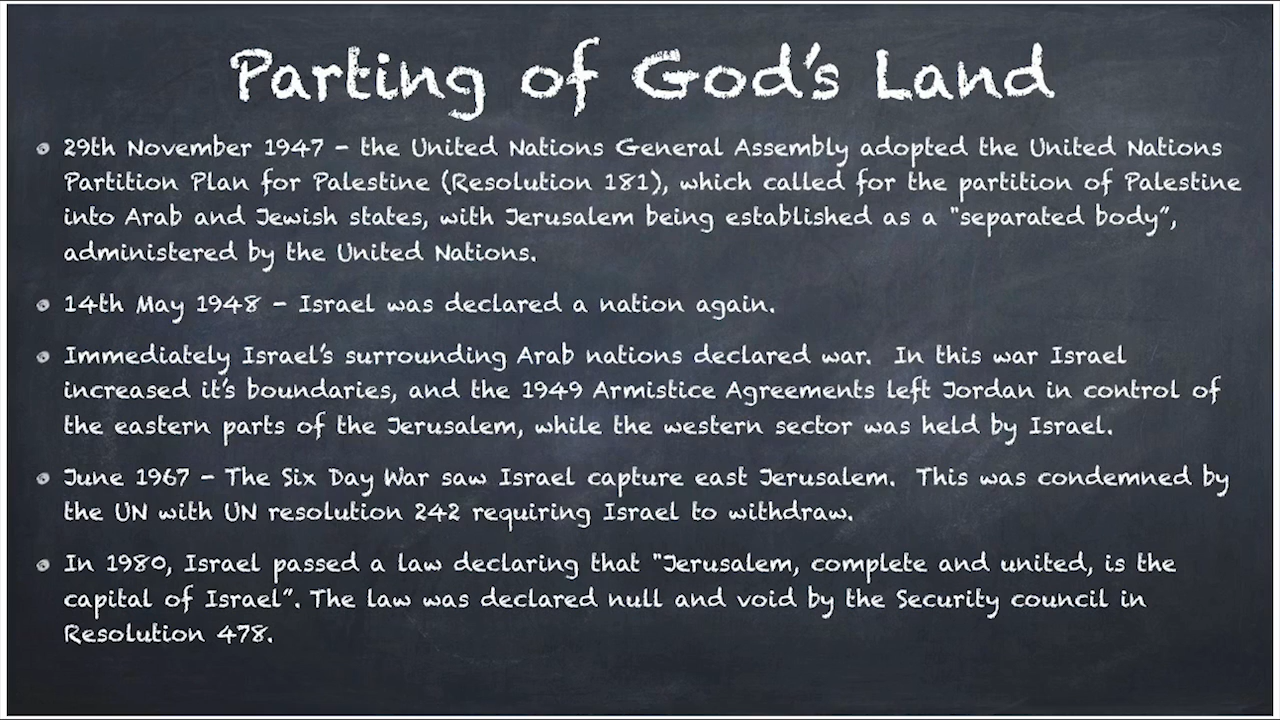 Parting of God's Land
29th November 1947 - the United Nations General Assembly adopted the United Nations
Partition Plan for Palestine (Resolution 181), which called for the partition of Palestine
into Arab and Jewish states, with Jerusalem being established as a "separated body”,
administered by the United Nations.
14th May 1948 - Israel was declared a nation again.
Immediately Israel’s surrounding Arab nations declared war. In this war Israel
increased it’s boundaries, and the 1949 Armistice Agreements left Jordan in control of
the eastern parts of the Jerusalem, while the western sector was held by Israel.
June 1967 - The Six Day War saw Israel capture east Jerusalem. This was condemned by
the UN with UN resolution 242 requiring Israel to withdraw.
In 1980, Israel passed a law declaring that "Jerusalem, complete and united, is the
capital of Israel”. The law was declared null and void by the Security council in
Resolution 478.